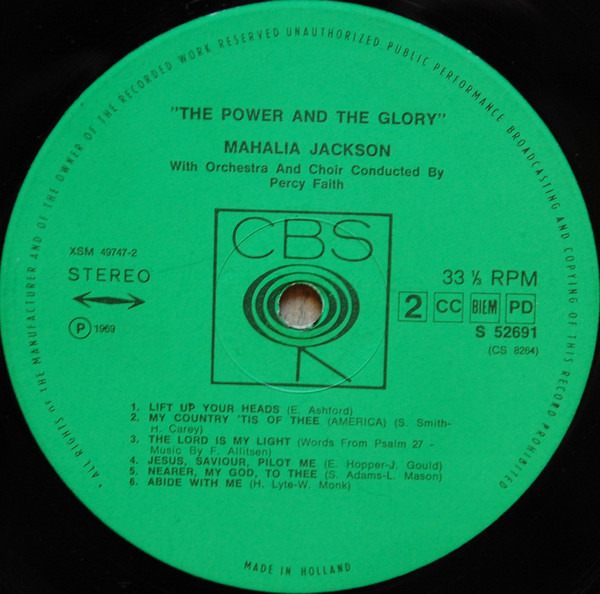 ALL RIGHTS OF THE MANUFACTURER AND OF THE OWNER OF THE RECORDED WORK RESERVED UNAUTHORIZED PUBLIC PERFORMANCE BROADCASTING AND COPYING OF THIS RECORD PROHIBITED
"THE POWER AND THE GLORY"
MAHALIA JACKSON
With Orchestra And Choir Conducted By
Percy Faith
CBS
XSM 49747-2
STEREO
℗ 1969
33 ⅓ RPM
2 CC BIEM PD
S 52691
(CS 8264)
1. LIFT UP YOUR HEADS (E. Ashford)
2. MY COUNTRY 'TIS OF THEE (AMERICA) (S. Smith-
H. Carey)
3. THE LORD IS MY LIGHT (Words From Psalm 27 -
Music By F. Allitsen)
4. JESUS, SAVIOUR, PILOT ME (E. Hopper-J. Gould)
5. NEARER, MY GOD, TO THEE (S. Adams-L. Mason)
6. ABIDE WITH ME (H. Lyte-W. Monk)
MADE IN HOLLAND